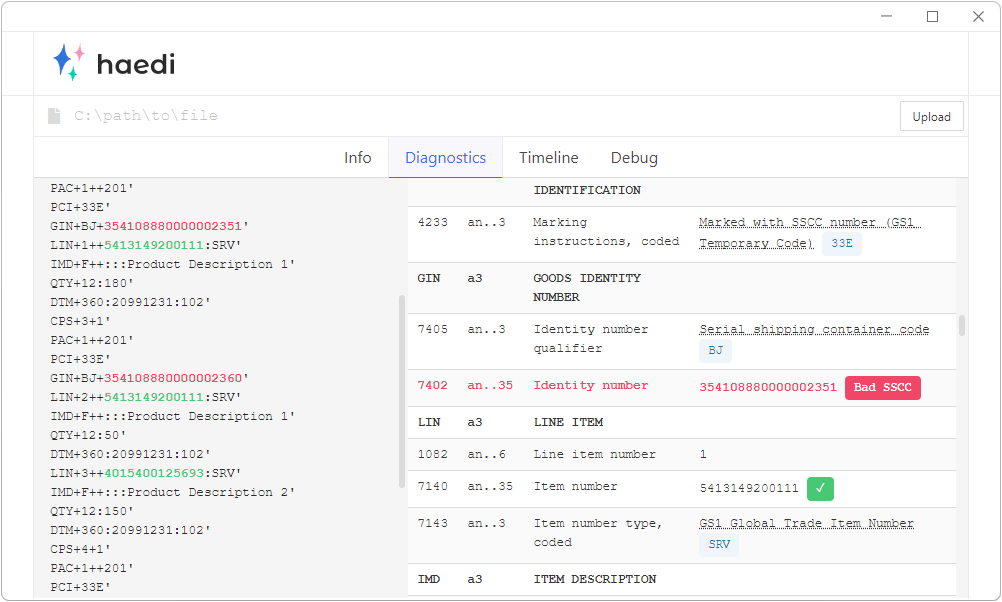 haedi
C:\path\to\file
Upload
Info
Diagnostics
Timeline
Debug
PAC+1++201'
PCI+33E'
GIN+BJ+354108880000002351'
LIN+1++5413149200111:SRV'
IMD+F++:::Product Description 1'
QTY+12:180'
DTM+360:20991231:102'
CPS+3+1'
PAC+1++201'
PCI+33E'
GIN+BJ+354108880000002360'
LIN+2++5413149200111:SRV'
IMD+F++:::Product Description 1'
QTY+12:50'
DTM+360:20991231:102'
LIN+3++4015400125693:SRV'
IMD+F++:::Product Description 2'
QTY+12:150'
DTM+360:20991231:102'
CPS+4+1'
PAC+1++201'
PCI+33E'
IDENTIFICATION
4233 an..3 Marking instructions, coded Marked with SSCC number (GS1
Temporary Code) 33E
GIN a3 GOODS IDENTITY
NUMBER
7405 an..3 Identity number Serial shipping container code
qualifier BJ
7402 an..35 Identity number 354108880000002351 Bad SSCC
LIN a3 LINE ITEM
1082 an..6 Line item number 1
7140 an..35 Item number 5413149200111 ✓
7143 an..3 Item number type, GS1 Global Trade Item Number
coded SRV
IMD a3 ITEM DESCRIPTION